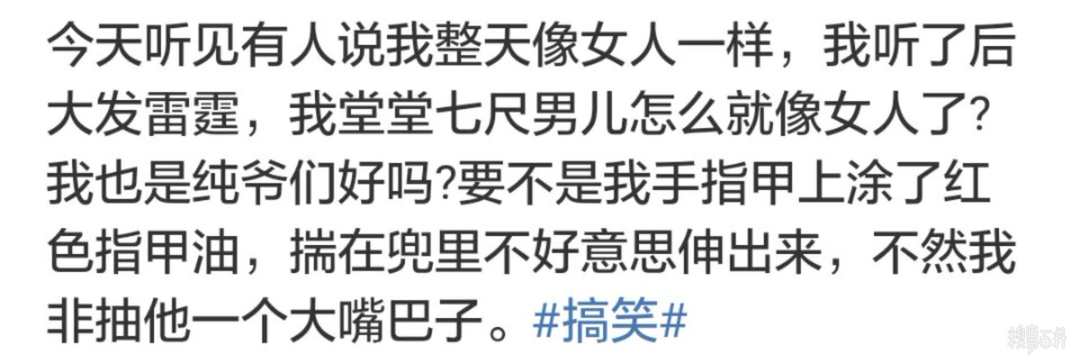 今天听见有人说我整天像女人一样，我听了后
大发雷霆，我堂堂七尺男儿怎么就像女人了?
我也是纯爷们好吗?要不是我手指甲上涂了红
色指甲油，揣在兜里不好意思伸出来，不然我
非抽他一个大嘴巴子。#搞笑#